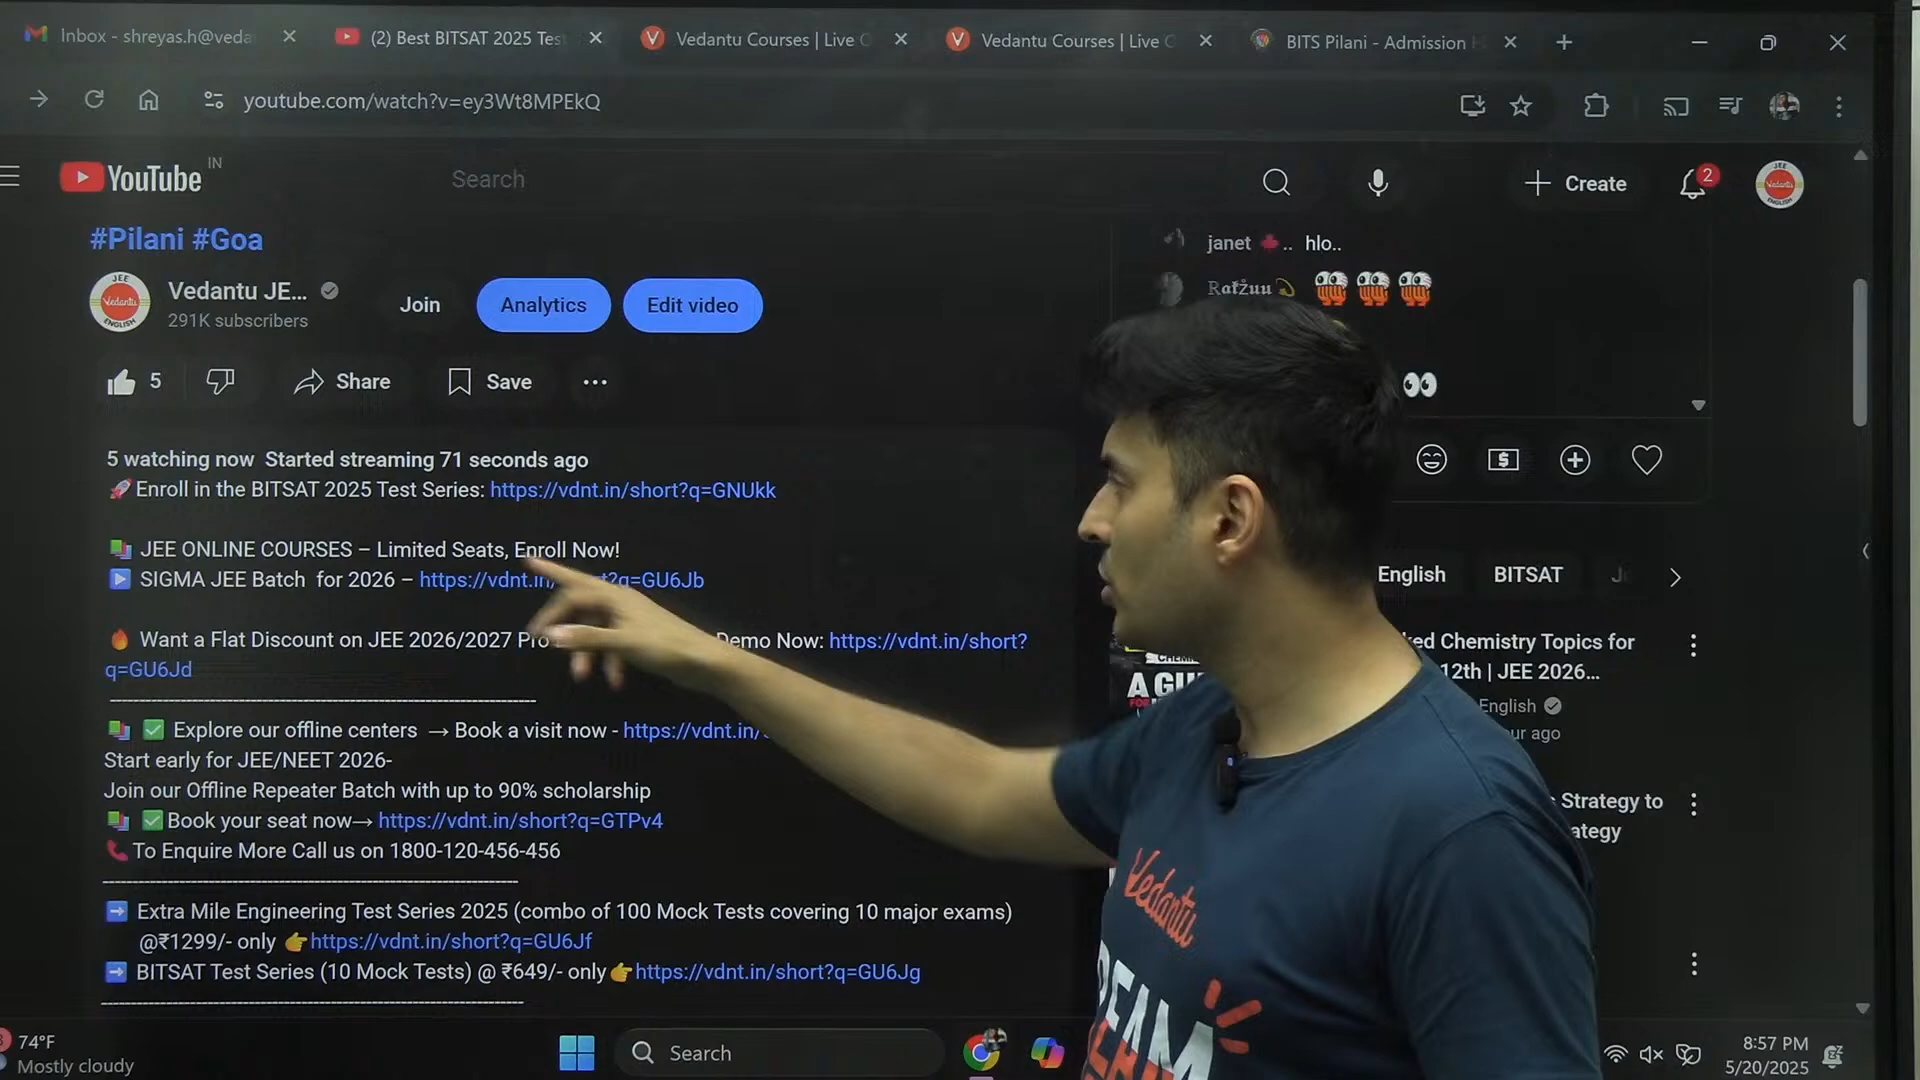 Inbox - shreyas.h@veda
(2) Best BITSAT 2025 Tes
Vedantu Courses | Live C
Vedantu Courses | Live C
BITS Pilani - Admission H
youtube.com/watch?v=ey3Wt8MPEkQ
YouTube IN
Search
Create
2
#Pilani #Goa
JEE Vedantu ENGLISH
Vedantu JE...
291K subscribers
Join
Analytics
Edit video
5
Share
Save
janet .. hlo..
Ratžuu
5 watching now Started streaming 71 seconds ago
🚀Enroll in the BITSAT 2025 Test Series: https://vdnt.in/short?q=GNUkk
JEE ONLINE COURSES – Limited Seats, Enroll Now!
SIGMA JEE Batch for 2026 – https://vdnt.in/short?q=GU6Jb
🔥 Want a Flat Discount on JEE 2026/2027 Pro Demo Now: https://vdnt.in/short?
q=GU6Jd
Explore our offline centers → Book a visit now - https://vdnt.in/
Start early for JEE/NEET 2026-
Join our Offline Repeater Batch with up to 90% scholarship
✅Book your seat now→ https://vdnt.in/short?q=GTPv4
📞To Enquire More Call us on 1800-120-456-456
➡ Extra Mile Engineering Test Series 2025 (combo of 100 Mock Tests covering 10 major exams)
@₹1299/- only 👉https://vdnt.in/short?q=GU6Jf
➡ BITSAT Test Series (10 Mock Tests) @ ₹649/- only👉https://vdnt.in/short?q=GU6Jg
English
BITSAT
ked Chemistry Topics for
12th | JEE 2026...
English
our ago
A GU
FOR
Strategy to
ategy
Vedantu
DREAM
74°F
Mostly cloudy
Search
8:57 PM
5/20/2025